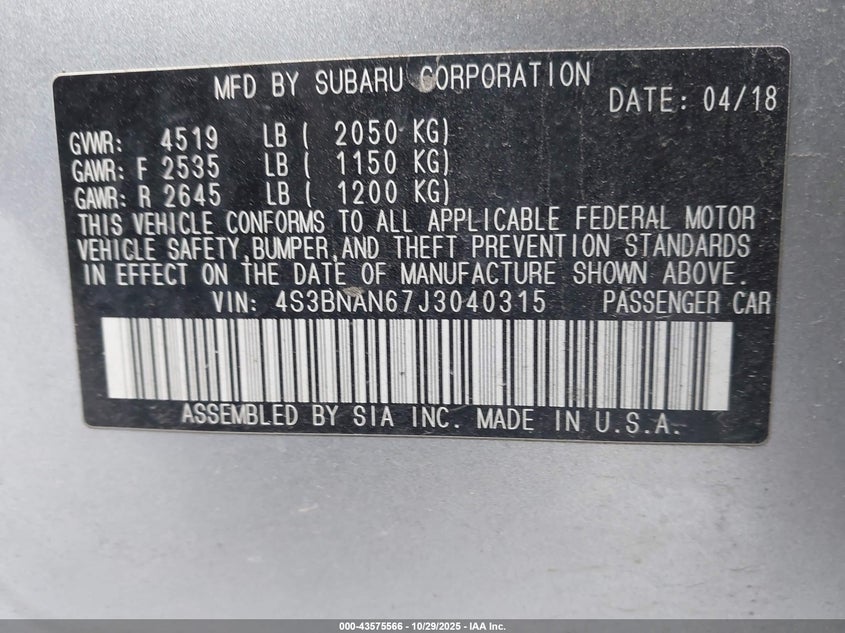 MFD BY SUBARU CORPORATION
DATE: 04/18
GVWR: 4519 LB ( 2050 KG)
GAWR: F 2535 LB ( 1150 KG)
GAWR: R 2645 LB ( 1200 KG)
THIS VEHICLE CONFORMS TO ALL APPLICABLE FEDERAL MOTOR
VEHICLE SAFETY,BUMPER,AND THEFT PREVENTION STANDARDS
IN EFFECT ON THE DATE OF MANUFACTURE SHOWN ABOVE.
VIN: 4S3BNAN67J3040315 PASSENGER CAR
ASSEMBLED BY SIA INC. MADE IN U.S.A.
000-43575566 - 10/29/2025 - IAA Inc.